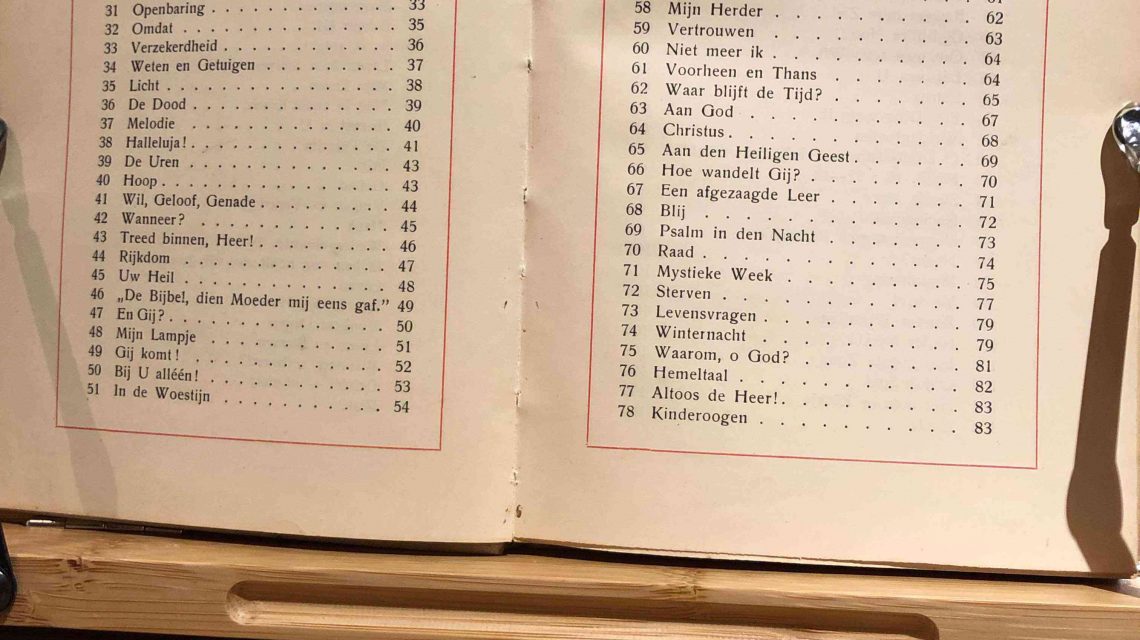 31 Openbaring . . . . . . . . . . . . 33
32 Omdat . . . . . . . . . . . . . . 35
33 Verzekerdheid . . . . . . . . . . . 36
34 Weten en Getuigen . . . . . . . . . 37
35 Licht . . . . . . . . . . . . . . . 38
36 De Dood . . . . . . . . . . . . . 39
37 Melodie . . . . . . . . . . . . . 40
38 Halleluja! . . . . . . . . . . . . . 41
39 De Uren . . . . . . . . . . . . . 43
40 Hoop . . . . . . . . . . . . . . . 43
41 Wil, Geloof, Genade . . . . . . . . . 44
42 Wanneer? . . . . . . . . . . . . . 45
43 Treed binnen, Heer! . . . . . . . . . 46
44 Rijkdom . . . . . . . . . . . . . 47
45 Uw Heil . . . . . . . . . . . . . 48
46 „De Bijbel, dien Moeder mij eens gaf.” 49
47 En Gij? . . . . . . . . . . . . . . 50
48 Mijn Lampje . . . . . . . . . . . 51
49 Gij komt! . . . . . . . . . . . . . 52
50 Bij U alléén! . . . . . . . . . . . . 53
51 In de Woestijn . . . . . . . . . . . 54
58 Mijn Herder . . . . . . . . . . . 62
59 Vertrouwen . . . . . . . . . . . 63
60 Niet meer ik . . . . . . . . . . . 64
61 Voorheen en Thans . . . . . . . . 64
62 Waar blijft de Tijd? . . . . . . . . 65
63 Aan God . . . . . . . . . . . . 67
64 Christus . . . . . . . . . . . . . 68
65 Aan den Heiligen Geest . . . . . . . 69
66 Hoe wandelt Gij? . . . . . . . . . 70
67 Een afgezaagde Leer . . . . . . . . 71
68 Blij . . . . . . . . . . . . . . 72
69 Psalm in den Nacht . . . . . . . . 73
70 Raad . . . . . . . . . . . . . . 74
71 Mystieke Week . . . . . . . . . . 75
72 Sterven . . . . . . . . . . . . . 77
73 Levensvragen . . . . . . . . . . . 79
74 Winternacht . . . . . . . . . . . 79
75 Waarom, o God? . . . . . . . . . 81
76 Hemeltaal . . . . . . . . . . . . 82
77 Altoos de Heer! . . . . . . . . . . 83
78 Kinderoogen . . . . . . . . . . . 83